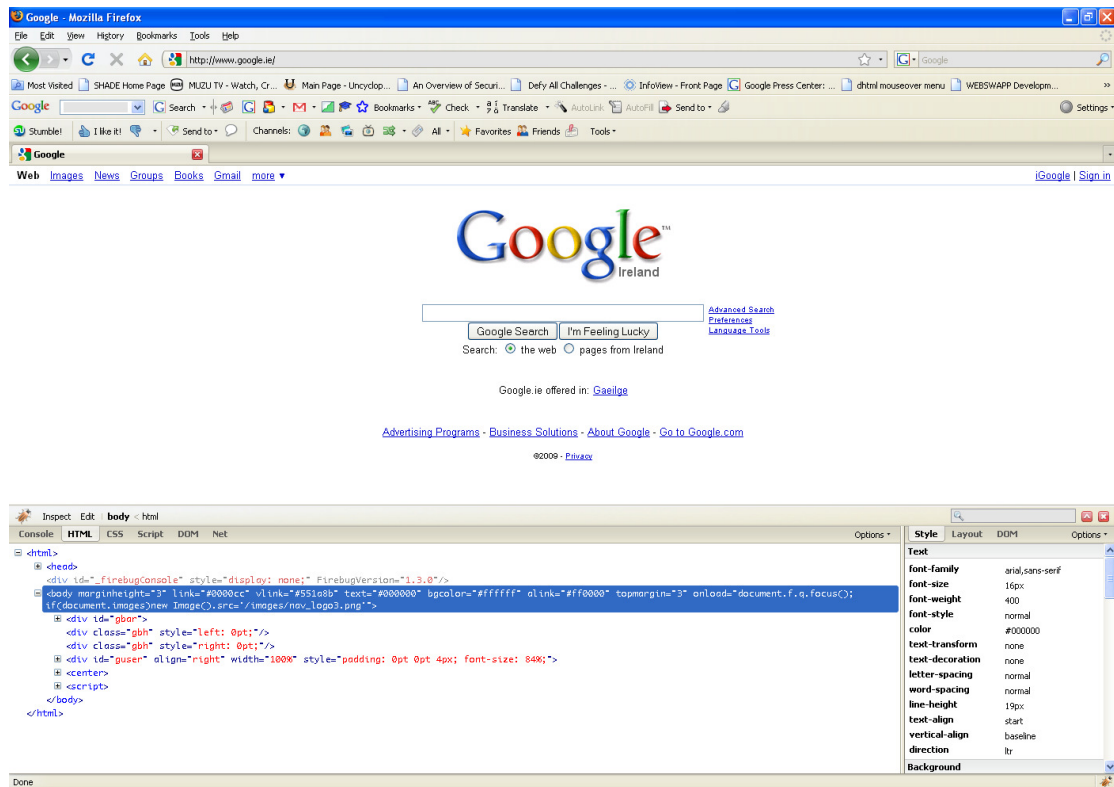 Google - Mozilla Firefox
File Edit View History Bookmarks Tools Help
http://www.google.ie/ Google
Most Visited SHADE Home Page MUZU TV - Watch, Cr... Main Page - Uncyclop... An Overview of Securi... Defy All Challenges - ... InfoView - Front Page Google Press Center: ... dhtml mouseover menu WEBSWAPP Developm... »
Google Search Bookmarks Check Translate AutoLink AutoFill Send to Settings
Stumble! I like it! Send to Channels: All Favorites Friends Tools
Google
Web Images News Groups Books Gmail more ▼ iGoogle | Sign in
Google™
Ireland
Advanced Search
Preferences
Language Tools
Google Search I'm Feeling Lucky
Search: the web pages from Ireland
Google.ie offered in: Gaeilge
Advertising Programs - Business Solutions - About Google - Go to Google.com
©2009 - Privacy
Inspect Edit body < html
Console HTML CSS Script DOM Net Options
<html>
<head>
<div id="_firebugConsole" style="display: none;" FirebugVersion="1.3.0"/>
<body marginheight="3" link="#0000cc" vlink="#551a8b" text="#000000" bgcolor="#ffffff" alink="#ff0000" topmargin="3" onload="document.f.q.focus();
if(document.images)new Image().src='/images/nav_logo3.png'">
<div id="gbar">
<div class="gbh" style="left: 0pt;"/>
<div class="gbh" style="right: 0pt;"/>
<div id="guser" align="right" width="100%" style="padding: 0pt 0pt 4px; font-size: 84%;">
<center>
<script>
</body>
</html>
Style Layout DOM Options
Text
font-family arial,sans-serif
font-size 16px
font-weight 400
font-style normal
color #000000
text-transform none
text-decoration none
letter-spacing normal
word-spacing normal
line-height 19px
text-align start
vertical-align baseline
direction ltr
Background
Done